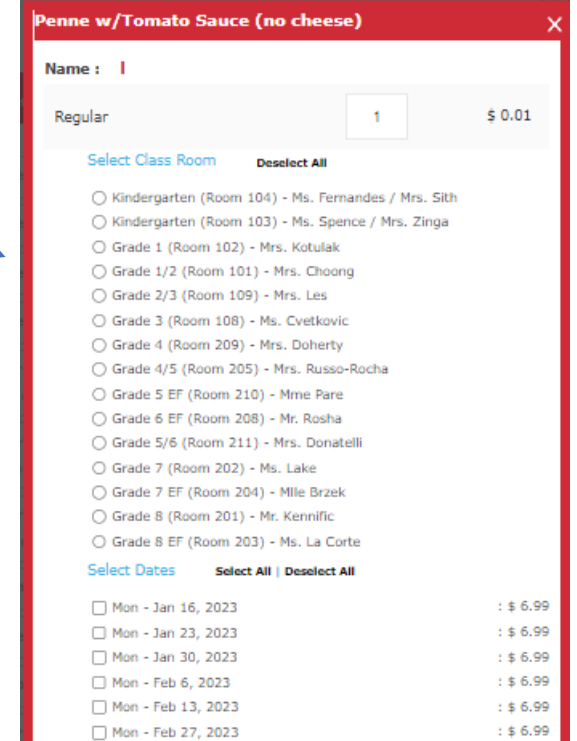 Penne w/Tomato Sauce (no cheese)
Name :
Regular 1 $ 0.01
Select Class Room Deselect All
Kindergarten (Room 104) - Ms. Fernandes / Mrs. Sith
Kindergarten (Room 103) - Ms. Spence / Mrs. Zinga
Grade 1 (Room 102) - Mrs. Kotulak
Grade 1/2 (Room 101) - Mrs. Choong
Grade 2/3 (Room 109) - Mrs. Les
Grade 3 (Room 108) - Ms. Cvetkovic
Grade 4 (Room 209) - Mrs. Doherty
Grade 4/5 (Room 205) - Mrs. Russo-Rocha
Grade 5 EF (Room 210) - Mme Pare
Grade 6 EF (Room 208) - Mr. Rosha
Grade 5/6 (Room 211) - Mrs. Donatelli
Grade 7 (Room 202) - Ms. Lake
Grade 7 EF (Room 204) - Mlle Brzek
Grade 8 (Room 201) - Mr. Kennific
Grade 8 EF (Room 203) - Ms. La Corte
Select Dates Select All | Deselect All
Mon - Jan 16, 2023 : $ 6.99
Mon - Jan 23, 2023 : $ 6.99
Mon - Jan 30, 2023 : $ 6.99
Mon - Feb 6, 2023 : $ 6.99
Mon - Feb 13, 2023 : $ 6.99
Mon - Feb 27, 2023 : $ 6.99